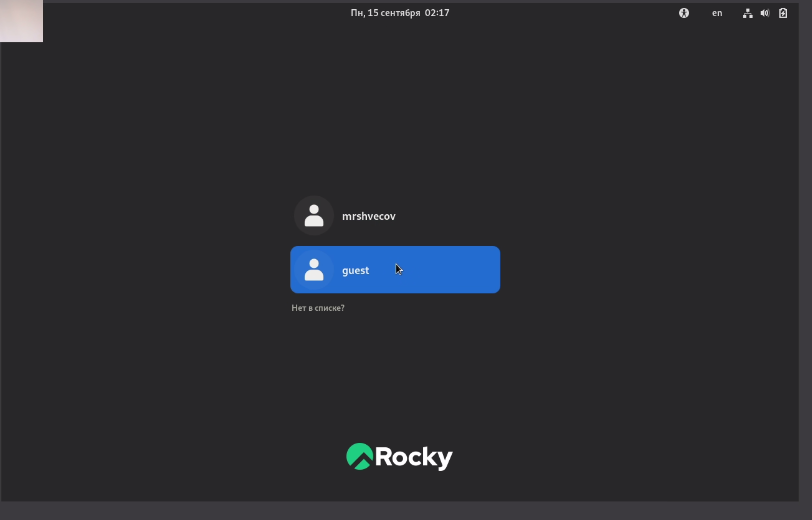 Пн, 15 сентября 02:17
en
mrshvecov
guest
Нет в списке?
Rocky